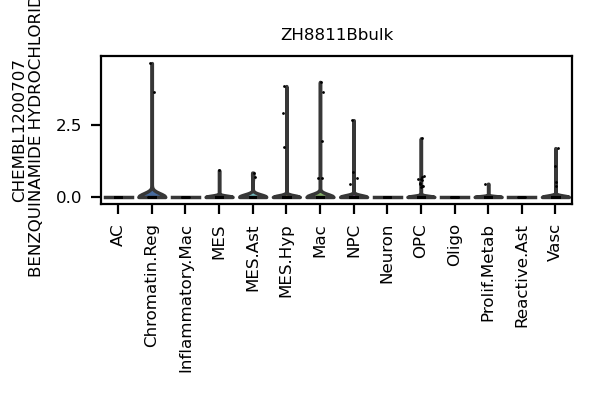 ZH8811Bbulk
CHEMBL1200707
BENZQUINAMIDE HYDROCHLORID
2.5
0.0
AC
Chromatin.Reg
Inflammatory.Mac
MES
MES.Ast
MES.Hyp
Mac
NPC
Neuron
OPC
Oligo
Prolif.Metab
Reactive.Ast
Vasc